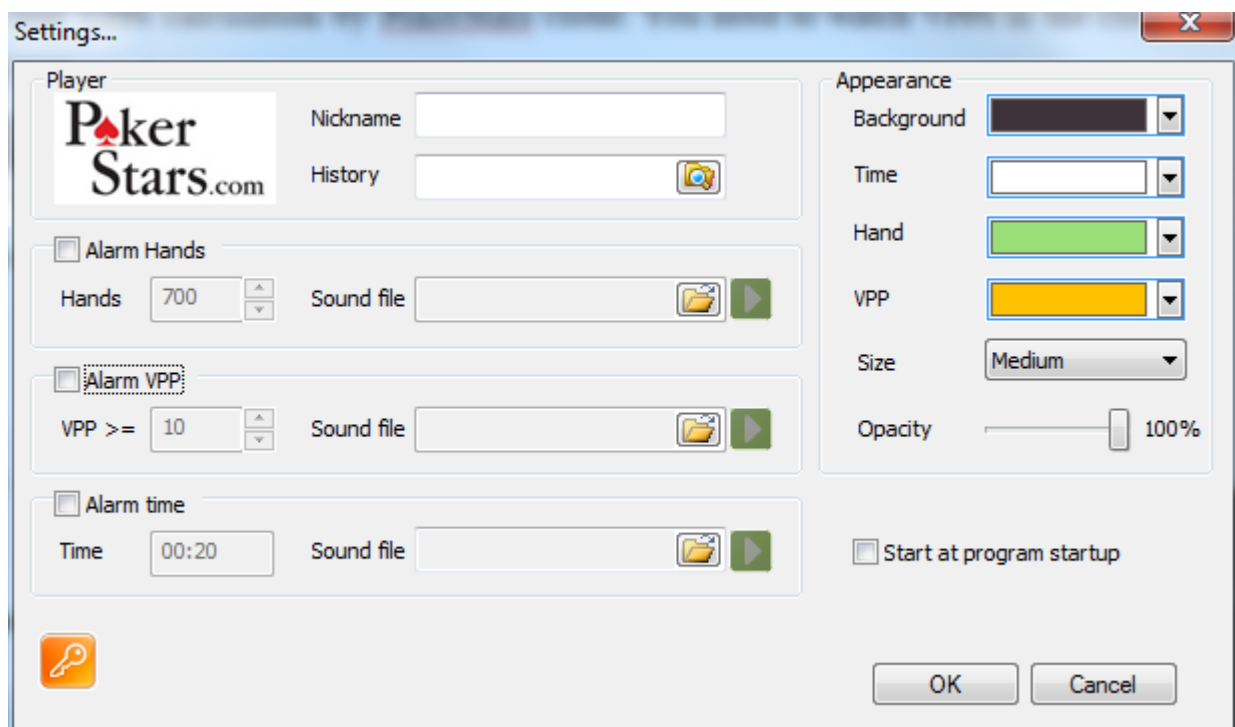 Settings...
Player
Appearance
PokerStars.com
Nickname
History
Background
Time
Hand
VPP
Size Medium
Opacity 100%
Alarm Hands
Hands 700 Sound file
Alarm VPP
VPP >= 10 Sound file
Alarm time
Time 00:20 Sound file
Start at program startup
OK Cancel